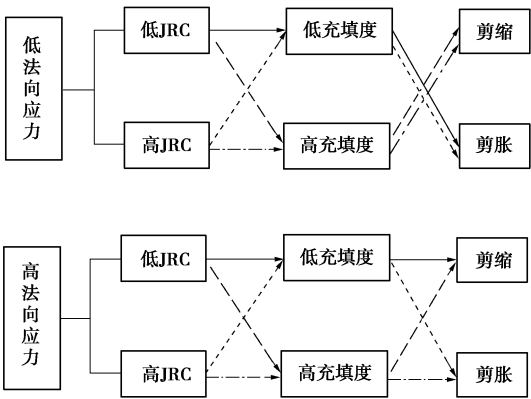 低法向应力
低JRC
高JRC
低充填度
高充填度
剪缩
剪胀
高法向应力
低JRC
高JRC
低充填度
高充填度
剪缩
剪胀